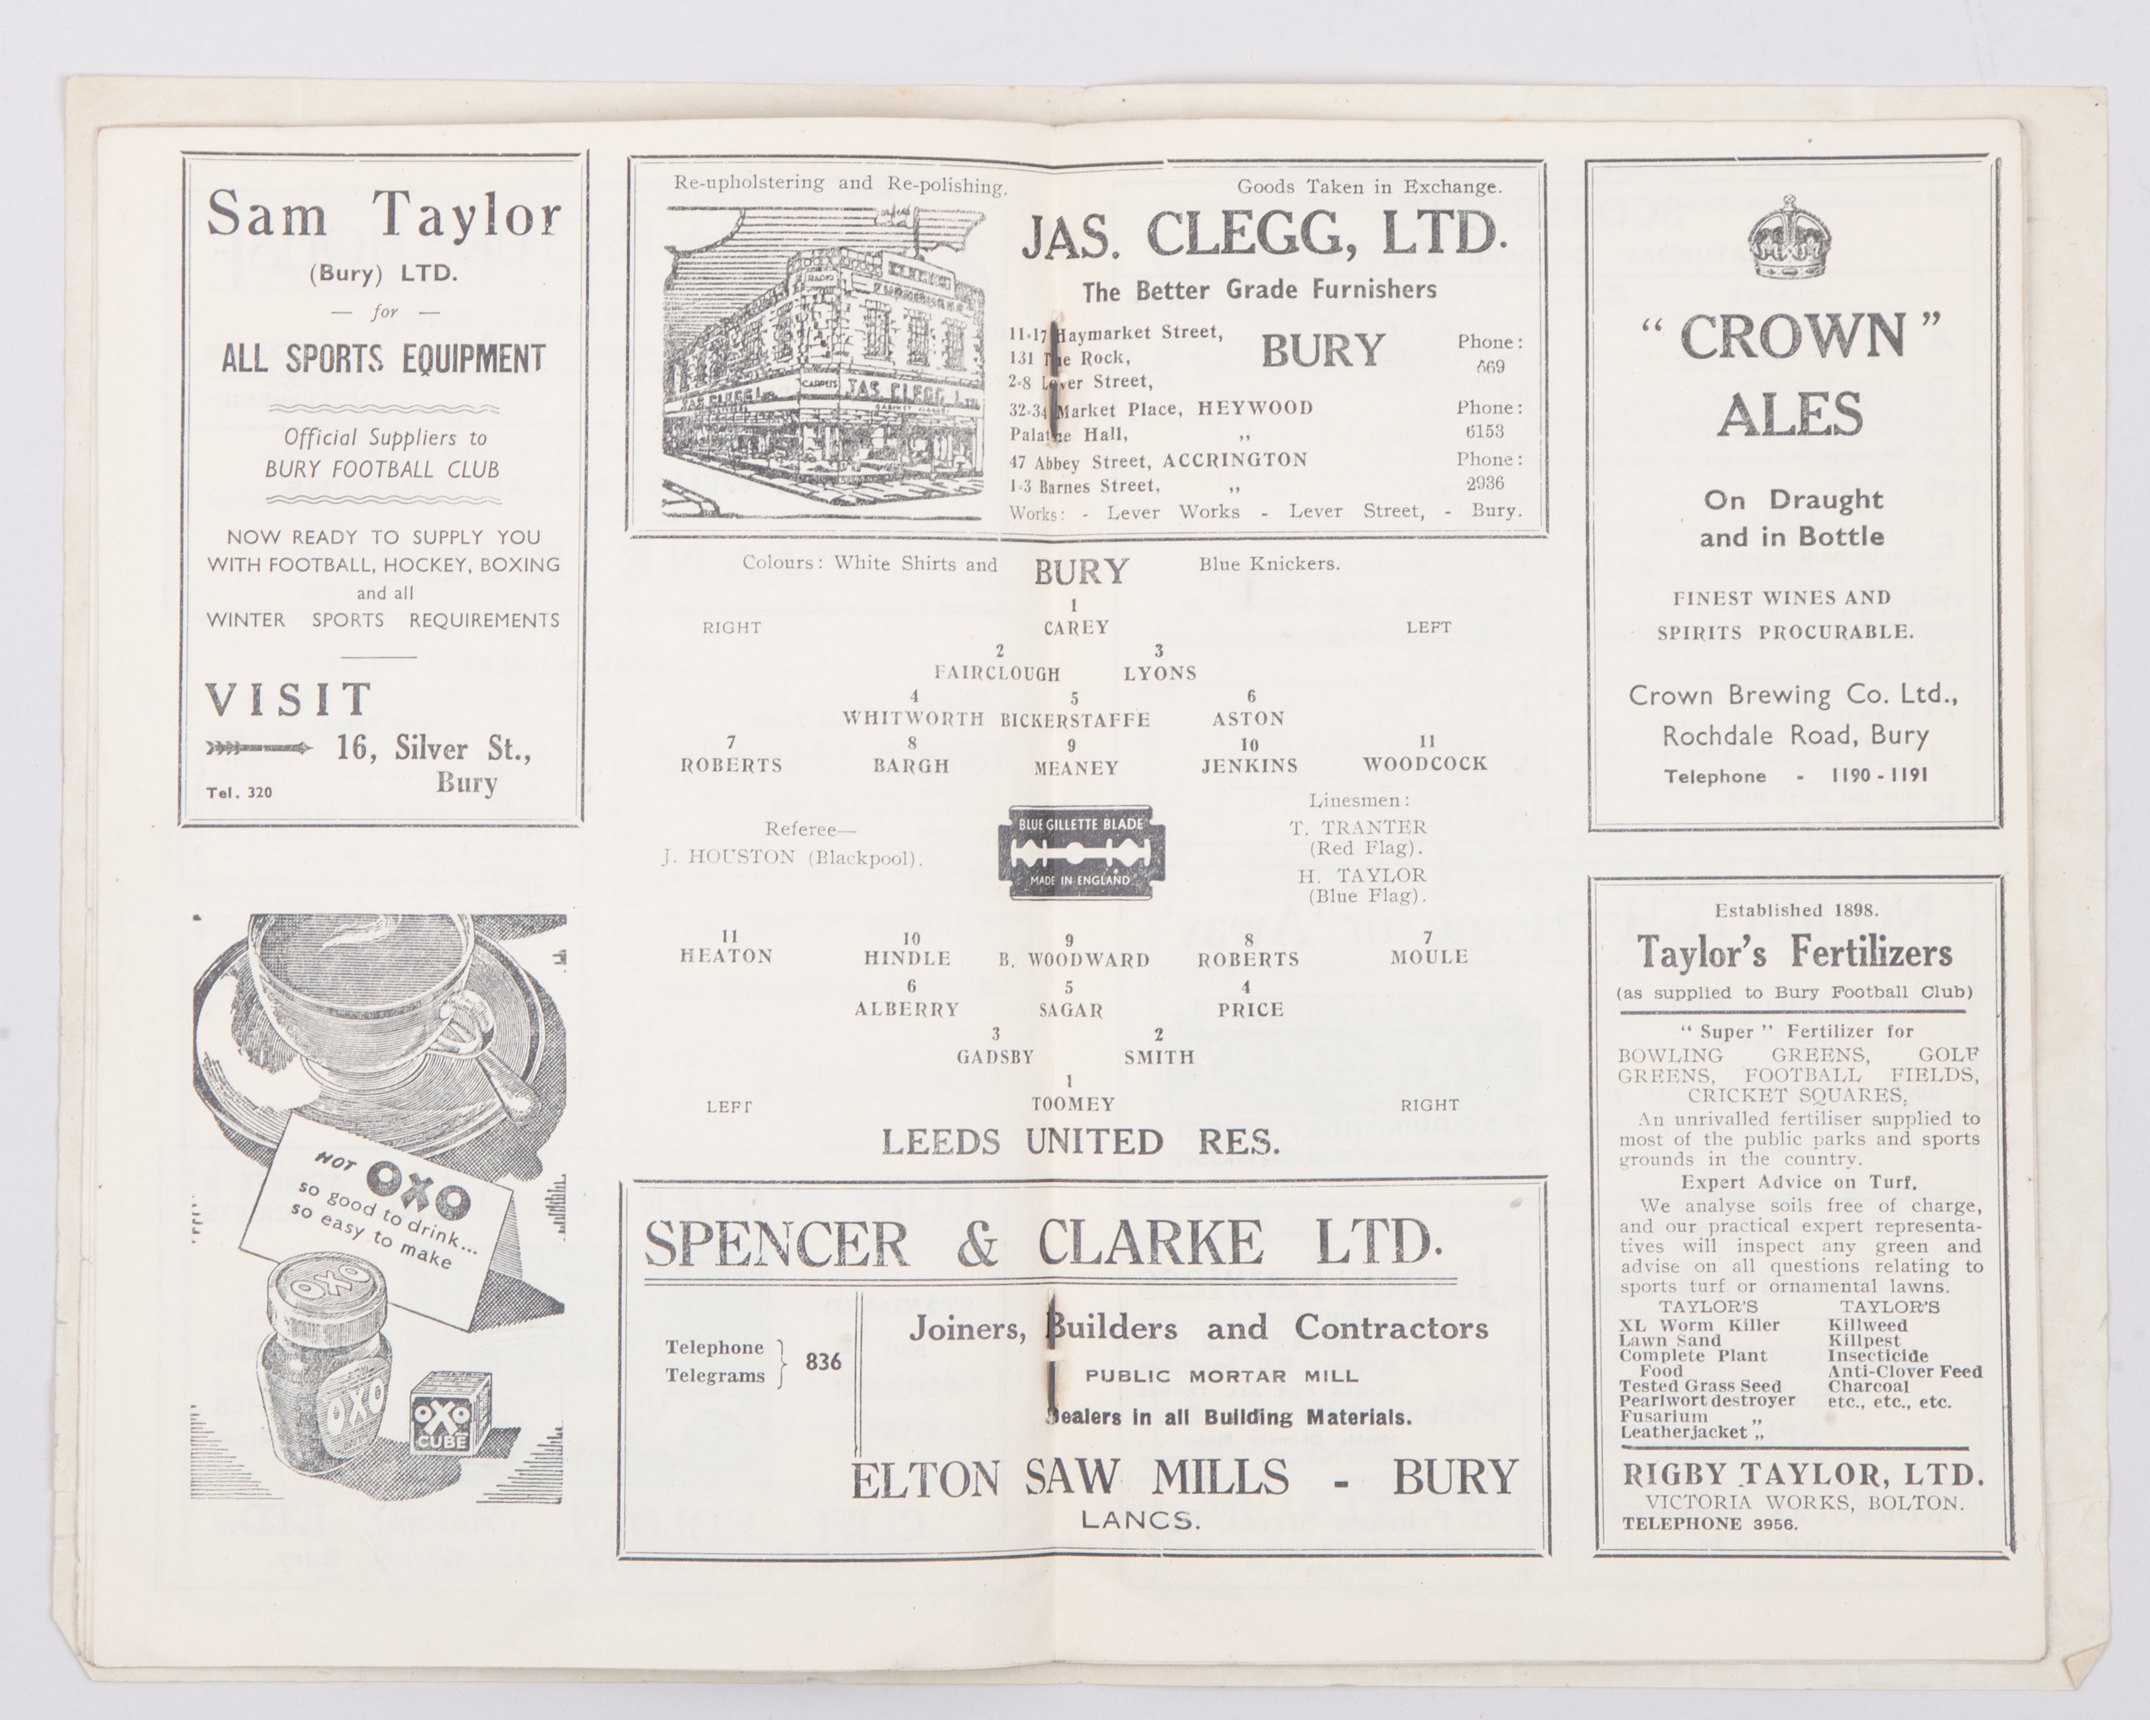 Sam Taylor
(Bury) LTD.
— for —
ALL SPORTS EQUIPMENT
Official Suppliers to
BURY FOOTBALL CLUB
NOW READY TO SUPPLY YOU
WITH FOOTBALL, HOCKEY, BOXING
and all
WINTER SPORTS REQUIREMENTS
VISIT
16, Silver St.,
Bury
Tel. 320
HOT OXO
so good to drink...
so easy to make
OXO
OXO
OXO
CUBE
Re-upholstering and Re-polishing.
Goods Taken in Exchange.
RADIO
CARPETS
JAS. CLEGG LTD.
JAS. CLEGG, LTD.
The Better Grade Furnishers
11-17 Haymarket Street,
131 The Rock,
2-8 Lever Street,
BURY
Phone:
669
32-34 Market Place, HEYWOOD
Palatine Hall, ,,
Phone:
6153
47 Abbey Street, ACCRINGTON
1-3 Barnes Street, ,,
Phone:
2936
Works: - Lever Works - Lever Street, - Bury.
Colours: White Shirts and BURY Blue Knickers.
1
RIGHT CAREY LEFT
2 3
FAIRCLOUGH LYONS
4 5 6
WHITWORTH BICKERSTAFFE ASTON
7 8 9 10 11
ROBERTS BARGH MEANEY JENKINS WOODCOCK
Referee—
J. HOUSTON (Blackpool).
BLUE GILLETTE BLADE
MADE IN ENGLAND
Linesmen:
T. TRANTER
(Red Flag).
H. TAYLOR
(Blue Flag).
11 10 9 8 7
HEATON HINDLE B. WOODWARD ROBERTS MOULE
6 5 4
ALBERRY SAGAR PRICE
3 2
GADSBY SMITH
1
LEFT TOOMEY RIGHT
LEEDS UNITED RES.
SPENCER & CLARKE LTD.
Telephone
Telegrams
836
Joiners, Builders and Contractors
PUBLIC MORTAR MILL
Dealers in all Building Materials.
ELTON SAW MILLS - BURY
LANCS.
"CROWN"
ALES
On Draught
and in Bottle
FINEST WINES AND
SPIRITS PROCURABLE.
Crown Brewing Co. Ltd.,
Rochdale Road, Bury
Telephone - 1190-1191
Established 1898.
Taylor's Fertilizers
(as supplied to Bury Football Club)
"Super" Fertilizer for
BOWLING GREENS, GOLF
GREENS, FOOTBALL FIELDS,
CRICKET SQUARES,
An unrivalled fertiliser supplied to
most of the public parks and sports
grounds in the country.
Expert Advice on Turf.
We analyse soils free of charge,
and our practical expert representa-
tives will inspect any green and
advise on all questions relating to
sports turf or ornamental lawns.
TAYLOR'S TAYLOR'S
XL Worm Killer Killweed
Lawn Sand Killpest
Complete Plant Insecticide
Food Anti-Clover Feed
Tested Grass Seed Charcoal
Pearlwort destroyer etc., etc., etc.
Fusarium ,,
Leatherjacket ,,
RIGBY TAYLOR, LTD.
VICTORIA WORKS, BOLTON.
TELEPHONE 3956.